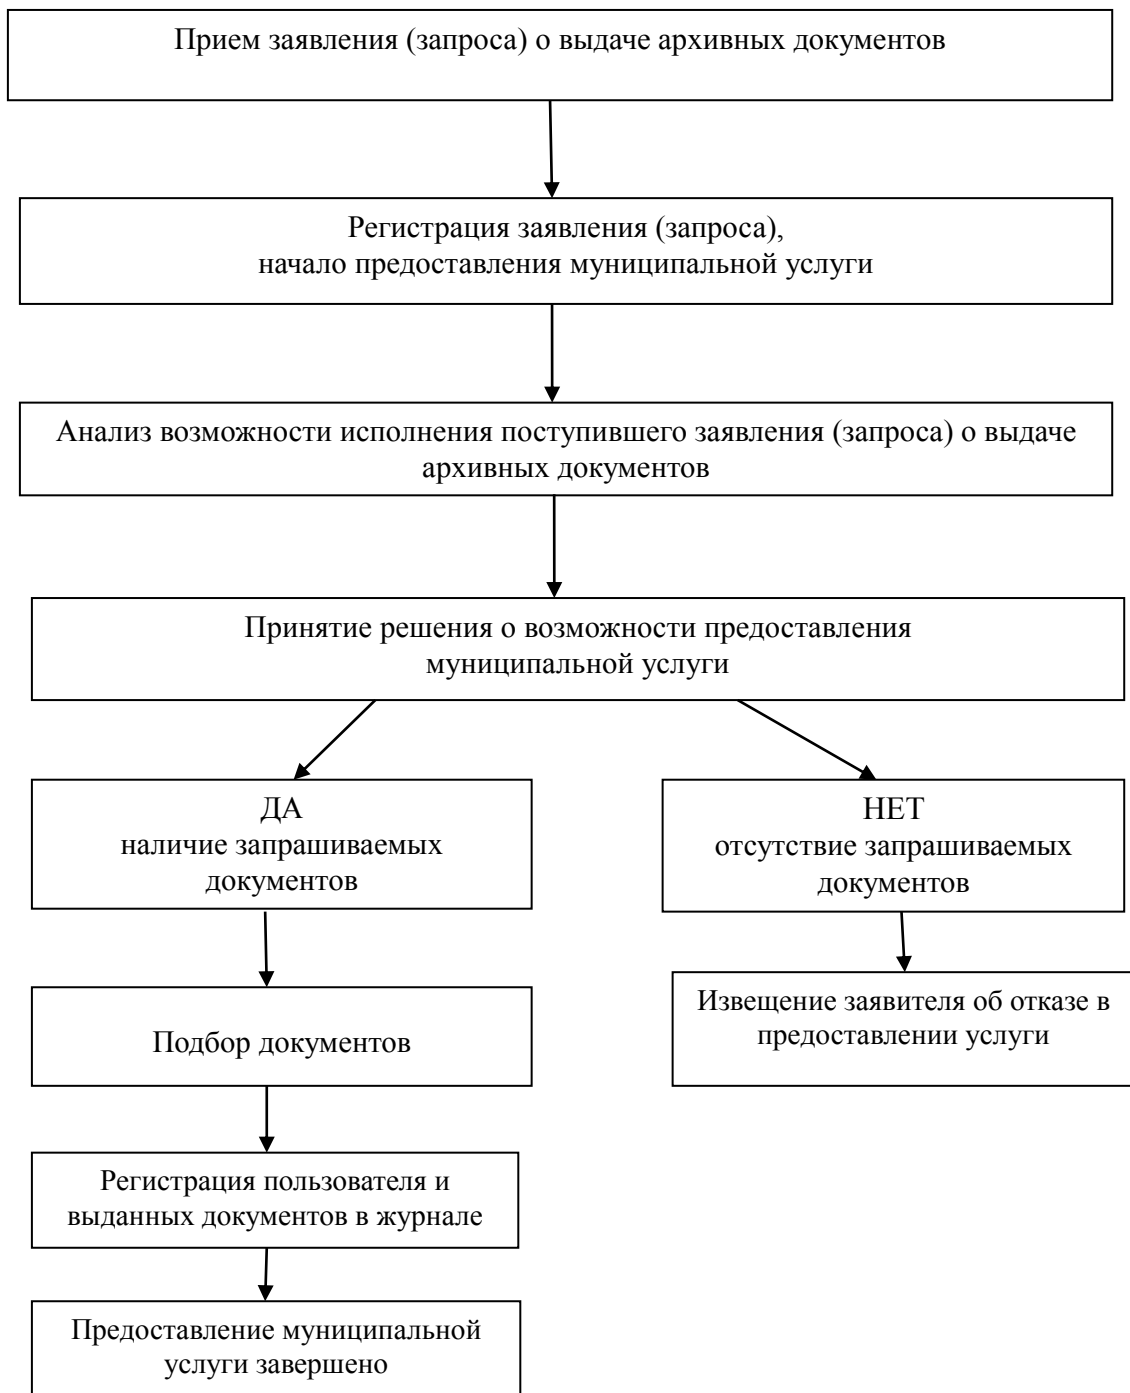 Прием заявления (запроса) о выдаче архивных документов
Регистрация заявления (запроса),
начало предоставления муниципальной услуги
Анализ возможности исполнения поступившего заявления (запроса) о выдаче
архивных документов
Принятие решения о возможности предоставления
муниципальной услуги
ДА
наличие запрашиваемых
документов
НЕТ
отсутствие запрашиваемых
документов
Подбор документов
Извещение заявителя об отказе в
предоставлении услуги
Регистрация пользователя и
выданных документов в журнале
Предоставление муниципальной
услуги завершено